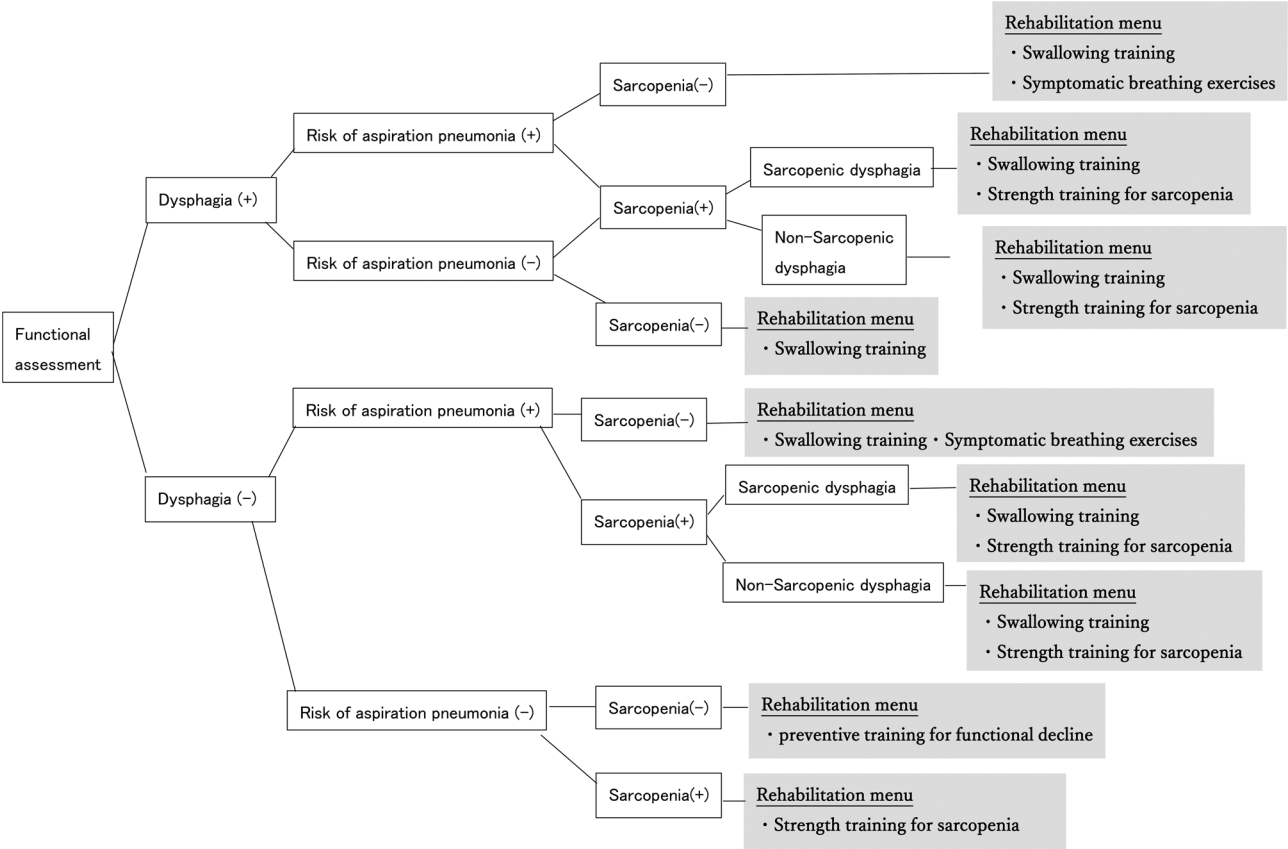 Rehabilitation menu
・Swallowing training
・Symptomatic breathing exercises
Sarcopenia(−)
Risk of aspiration pneumonia (+)
Rehabilitation menu
・Swallowing training
・Strength training for sarcopenia
Sarcopenic dysphagia
Dysphagia (+)
Sarcopenia(+)
Non-Sarcopenic
dysphagia
Rehabilitation menu
・Swallowing training
・Strength training for sarcopenia
Risk of aspiration pneumonia (−)
Sarcopenia(−)
Rehabilitation menu
・Swallowing training
Functional
assessment
Risk of aspiration pneumonia (+)
Sarcopenia(−)
Rehabilitation menu
・Swallowing training・Symptomatic breathing exercises
Dysphagia (−)
Sarcopenia(+)
Sarcopenic dysphagia
Rehabilitation menu
・Swallowing training
・Strength training for sarcopenia
Non-Sarcopenic dysphagia
Rehabilitation menu
・Swallowing training
・Strength training for sarcopenia
Risk of aspiration pneumonia (−)
Sarcopenia(−)
Rehabilitation menu
・preventive training for functional decline
Sarcopenia(+)
Rehabilitation menu
・Strength training for sarcopenia